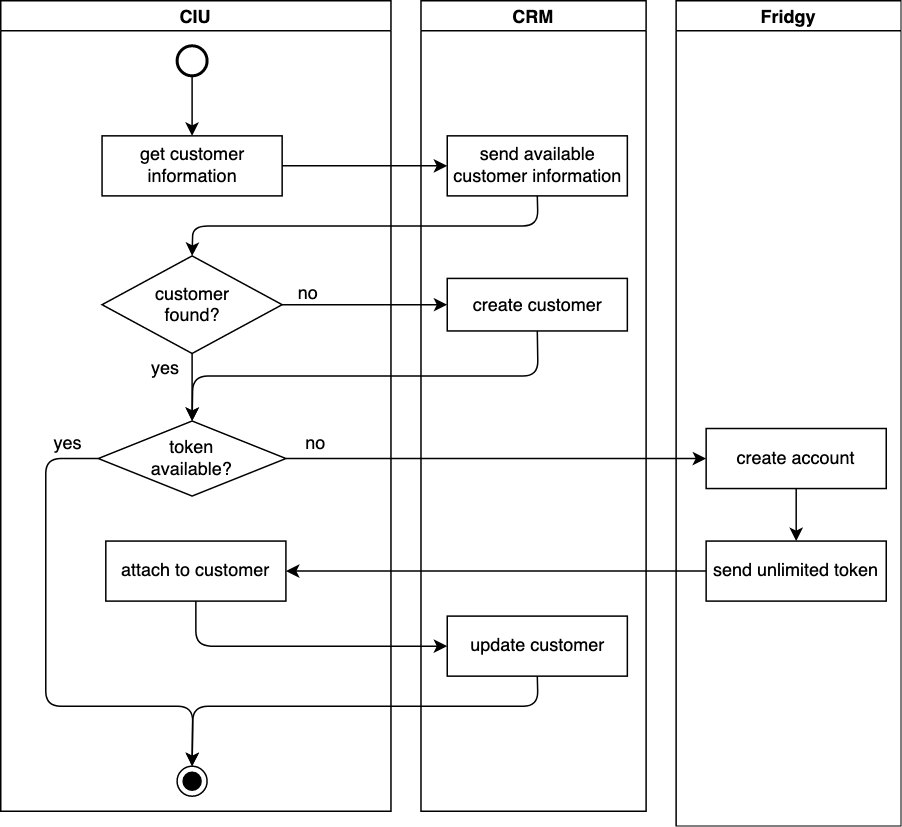 CIU
CRM
Fridgy
get customer
information
send available
customer information
customer
found?
no
create customer
yes
yes
token
available?
no
create account
attach to customer
send unlimited token
update customer